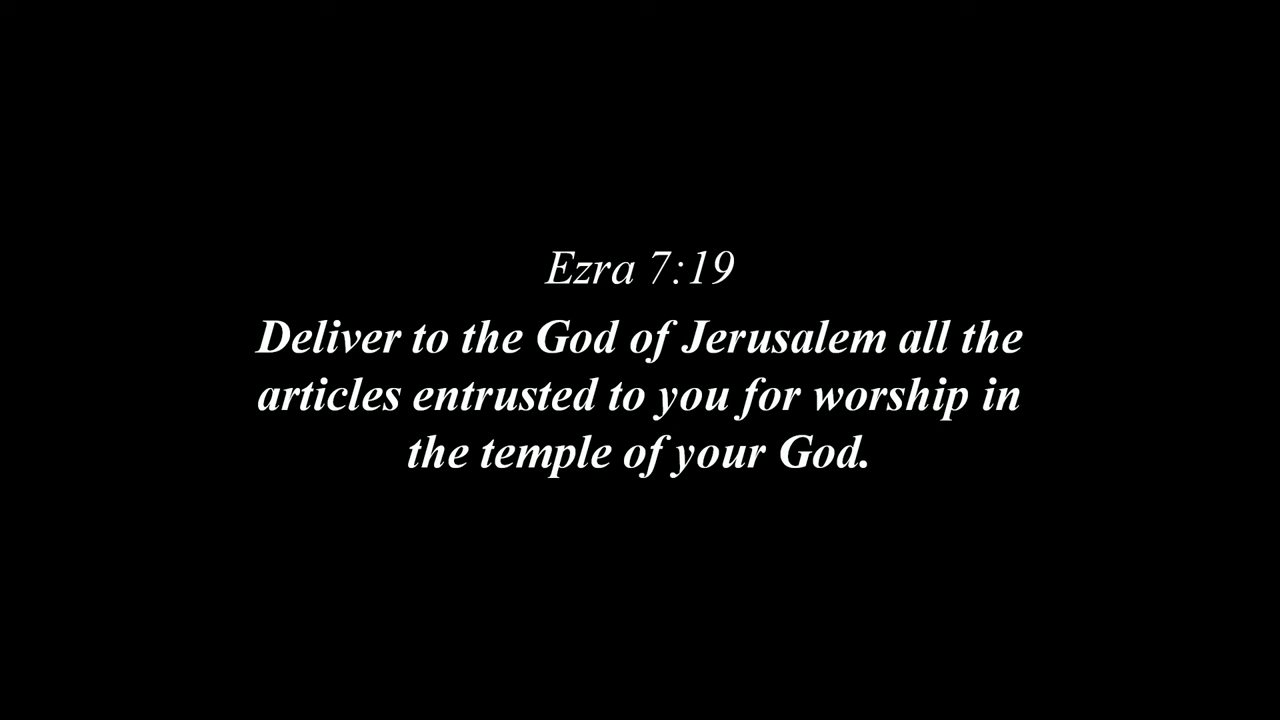 Ezra 7:19
Deliver to the God of Jerusalem all the
articles entrusted to you for worship in
the temple of your God.